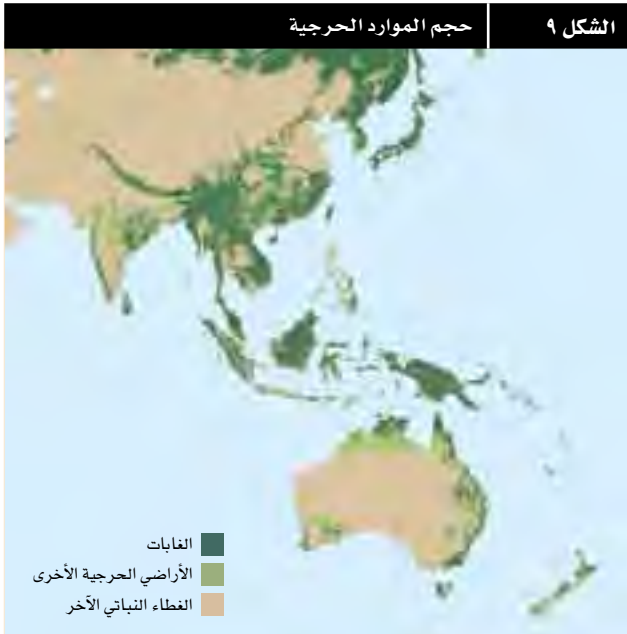 الشكل ٩
حجم الموارد الحرجية
الغابات
الأراضي الحرجية الأخرى
الغطاء النباتي الآخر